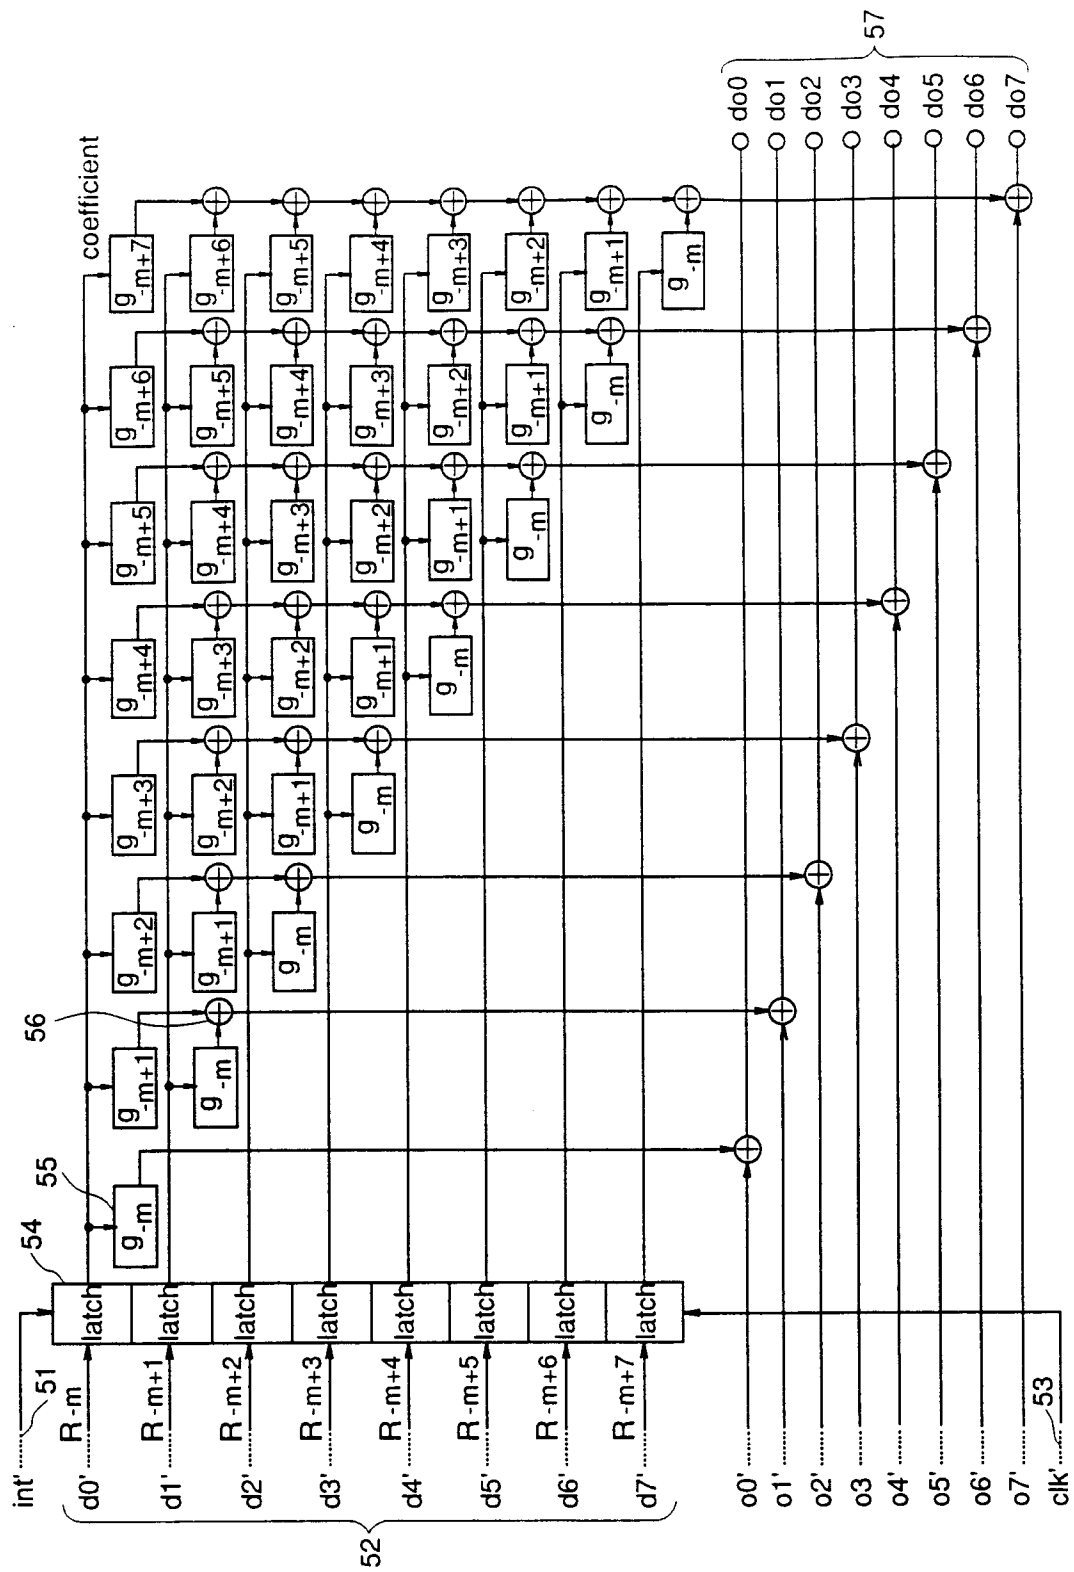 coefficient
g-m+7
g-m+6
g-m+5
g-m+4
g-m+3
g-m+2
g-m+1
g-m
g-m+6
g-m+5
g-m+4
g-m+3
g-m+2
g-m+1
g-m
g-m+5
g-m+4
g-m+3
g-m+2
g-m+1
g-m
g-m+4
g-m+3
g-m+2
g-m+1
g-m
g-m+3
g-m+2
g-m+1
g-m
g-m+2
g-m+1
g-m
56
g-m+1
g-m
55
g-m
54
latch
latch
latch
latch
latch
latch
latch
latch
int'
51
R-m
d0'
R-m+1
d1'
R-m+2
d2'
R-m+3
d3'
R-m+4
d4'
R-m+5
d5'
R-m+6
d6'
R-m+7
d7'
52
o0'
o1'
o2'
o3
o4'
o5'
o6'
o7'
clk'
53
do0
do1
do2
do3
do4
do5
do6
do7
57